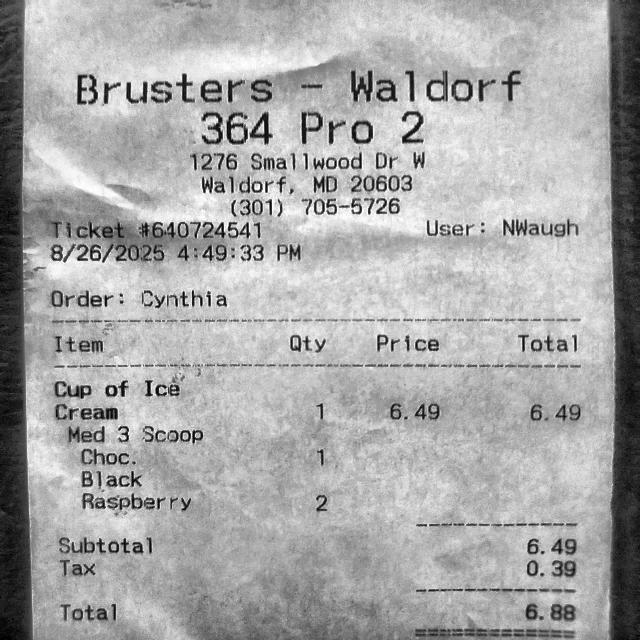 Brusters - Waldorf
364 Pro 2
1276 Smallwood Dr W
Waldorf, MD 20603
(301) 705-5726
Ticket #640724541 User: NWaugh
8/26/2025 4:49:33 PM
Order: Cynthia
Item Qty Price Total
Cup of Ice
Cream 1 6.49 6.49
Med 3 Scoop
Choc. 1
Black
Raspberry 2
Subtotal 6.49
Tax 0.39
Total 6.88